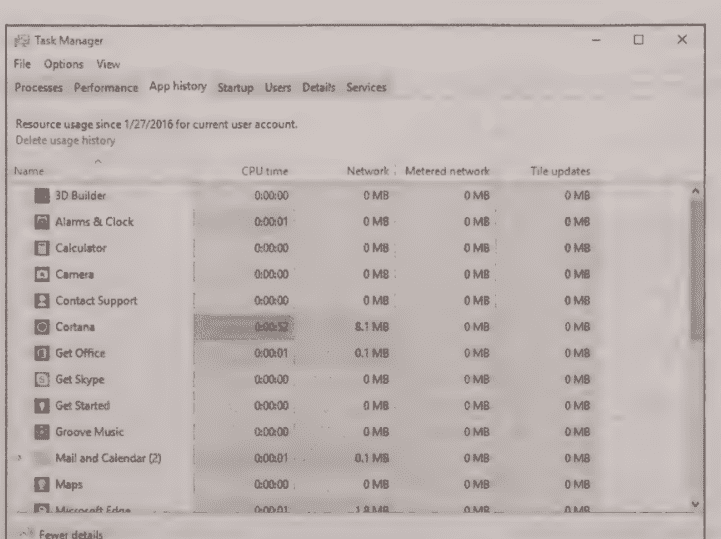 Task Manager
File Options View
Processes Performance App history Startup Users Details Services
Resource usage since 1/27/2016 for current user account.
Delete usage history
Name CPU time Network Metered network Tile updates
3D Builder 0:00:00 0 MB 0 MB 0 MB
Alarms & Clock 0:00:01 0 MB 0 MB 0 MB
Calculator 0:00:00 0 MB 0 MB 0 MB
Camera 0:00:00 0 MB 0 MB 0 MB
Contact Support 0:00:00 0 MB 0 MB 0 MB
Cortana 0:00:52 8.1 MB 0 MB 0 MB
Get Office 0:00:01 0.1 MB 0 MB 0 MB
Get Skype 0:00:00 0 MB 0 MB 0 MB
Get Started 0:00:00 0 MB 0 MB 0 MB
Groove Music 0:00:00 0 MB 0 MB 0 MB
Mail and Calendar (2) 0:00:01 0.1 MB 0 MB 0 MB
Maps 0:00:00 0 MB 0 MB 0 MB
Microsoft Edge 0:00:01 1.8 MB 0 MB 0 MB
Fewer details